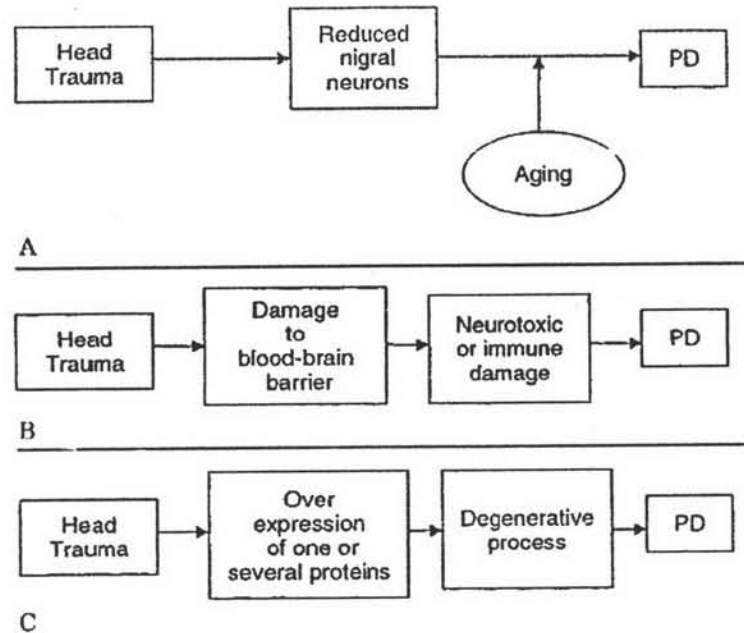 Head
Trauma
Reduced
nigral
neurons
PD
Aging
A
Head
Trauma
Damage
to
blood-brain
barrier
Neurotoxic
or immune
damage
PD
B
Head
Trauma
Over
expression
of one or
several proteins
Degenerative
process
PD
C